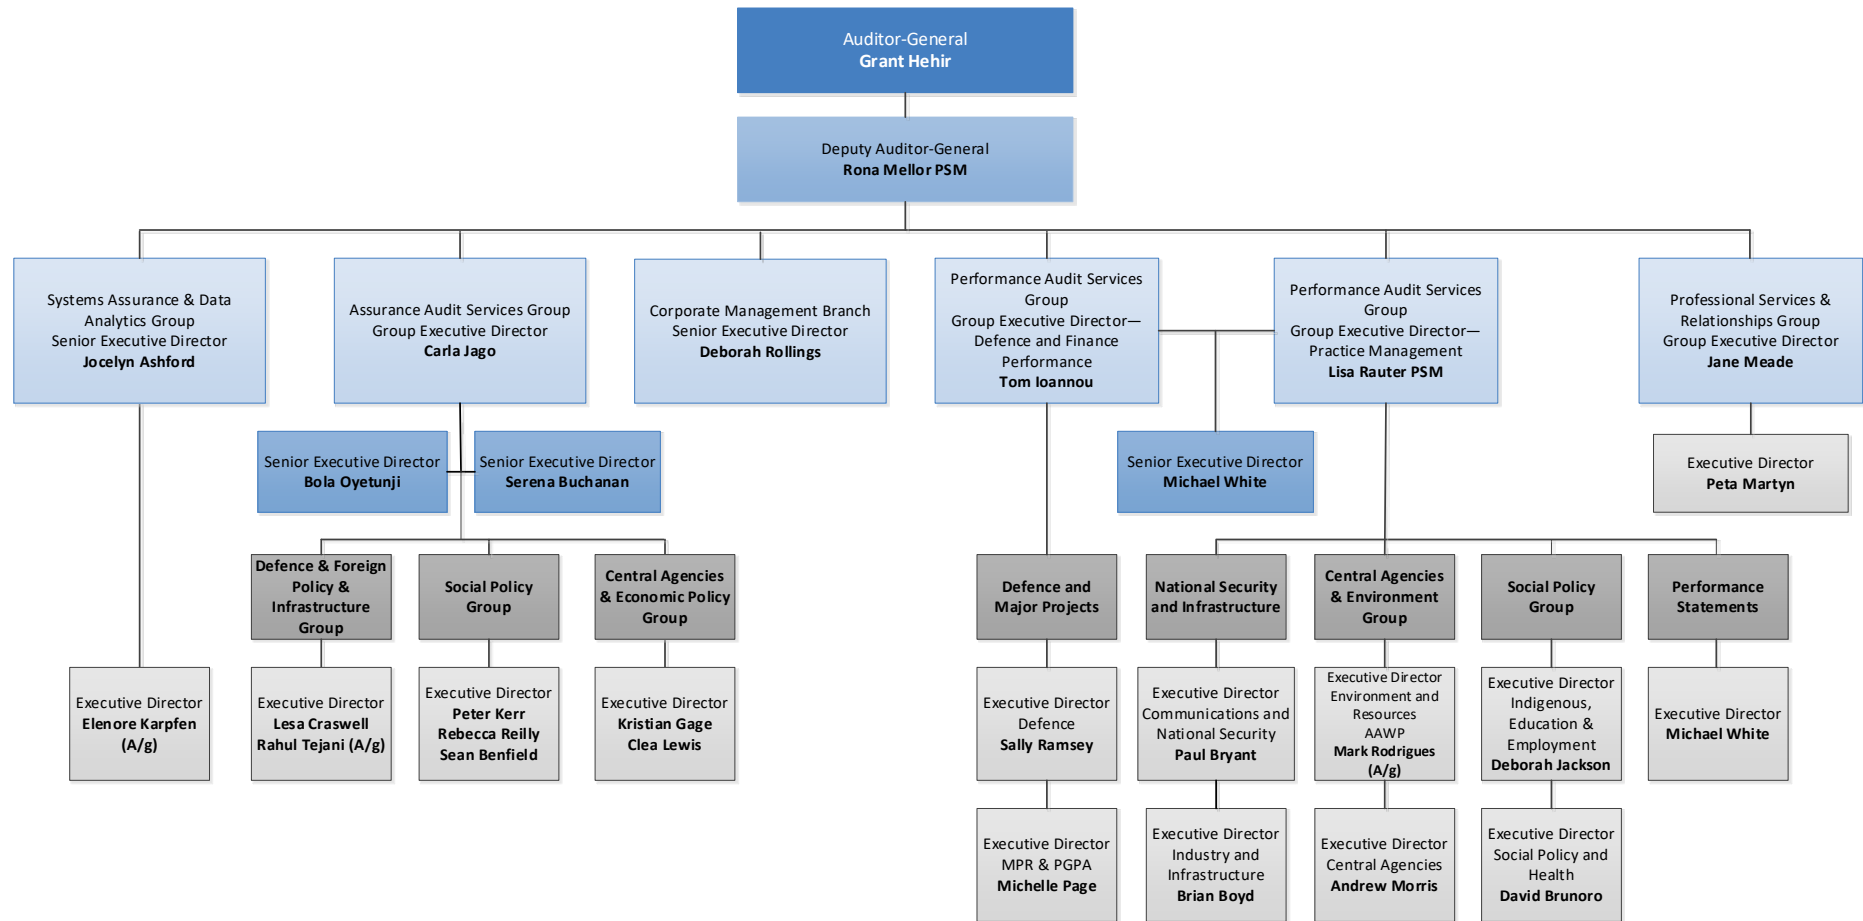 Auditor-General
Grant Hehir
Deputy Auditor-General
Rona Mellor PSM
Systems Assurance & Data
Analytics Group
Senior Executive Director
Jocelyn Ashford
Assurance Audit Services Group
Group Executive Director
Carla Jago
Corporate Management Branch
Senior Executive Director
Deborah Rollings
Performance Audit Services
Group
Group Executive Director—
Defence and Finance
Performance
Tom Ioannou
Performance Audit Services
Group
Group Executive Director—
Practice Management
Lisa Rauter PSM
Professional Services &
Relationships Group
Group Executive Director
Jane Meade
Senior Executive Director
Bola Oyetunji
Senior Executive Director
Serena Buchanan
Senior Executive Director
Michael White
Executive Director
Peta Martyn
Defence & Foreign
Policy &
Infrastructure
Group
Social Policy
Group
Central Agencies
& Economic Policy
Group
Defence and
Major Projects
National Security
and Infrastructure
Central Agencies
& Environment
Group
Social Policy
Group
Performance
Statements
Executive Director
Elenore Karpfen
(A/g)
Executive Director
Lesa Craswell
Rahul Tejani (A/g)
Executive Director
Peter Kerr
Rebecca Reilly
Sean Benfield
Executive Director
Kristian Gage
Clea Lewis
Executive Director
Defence
Sally Ramsey
Executive Director
Communications and
National Security
Paul Bryant
Executive Director
Environment and
Resources
AAWP
Mark Rodrigues
(A/g)
Executive Director
Indigenous,
Education &
Employment
Deborah Jackson
Executive Director
Michael White
Executive Director
MPR & PGPA
Michelle Page
Executive Director
Industry and
Infrastructure
Brian Boyd
Executive Director
Central Agencies
Andrew Morris
Executive Director
Social Policy and
Health
David Brunoro